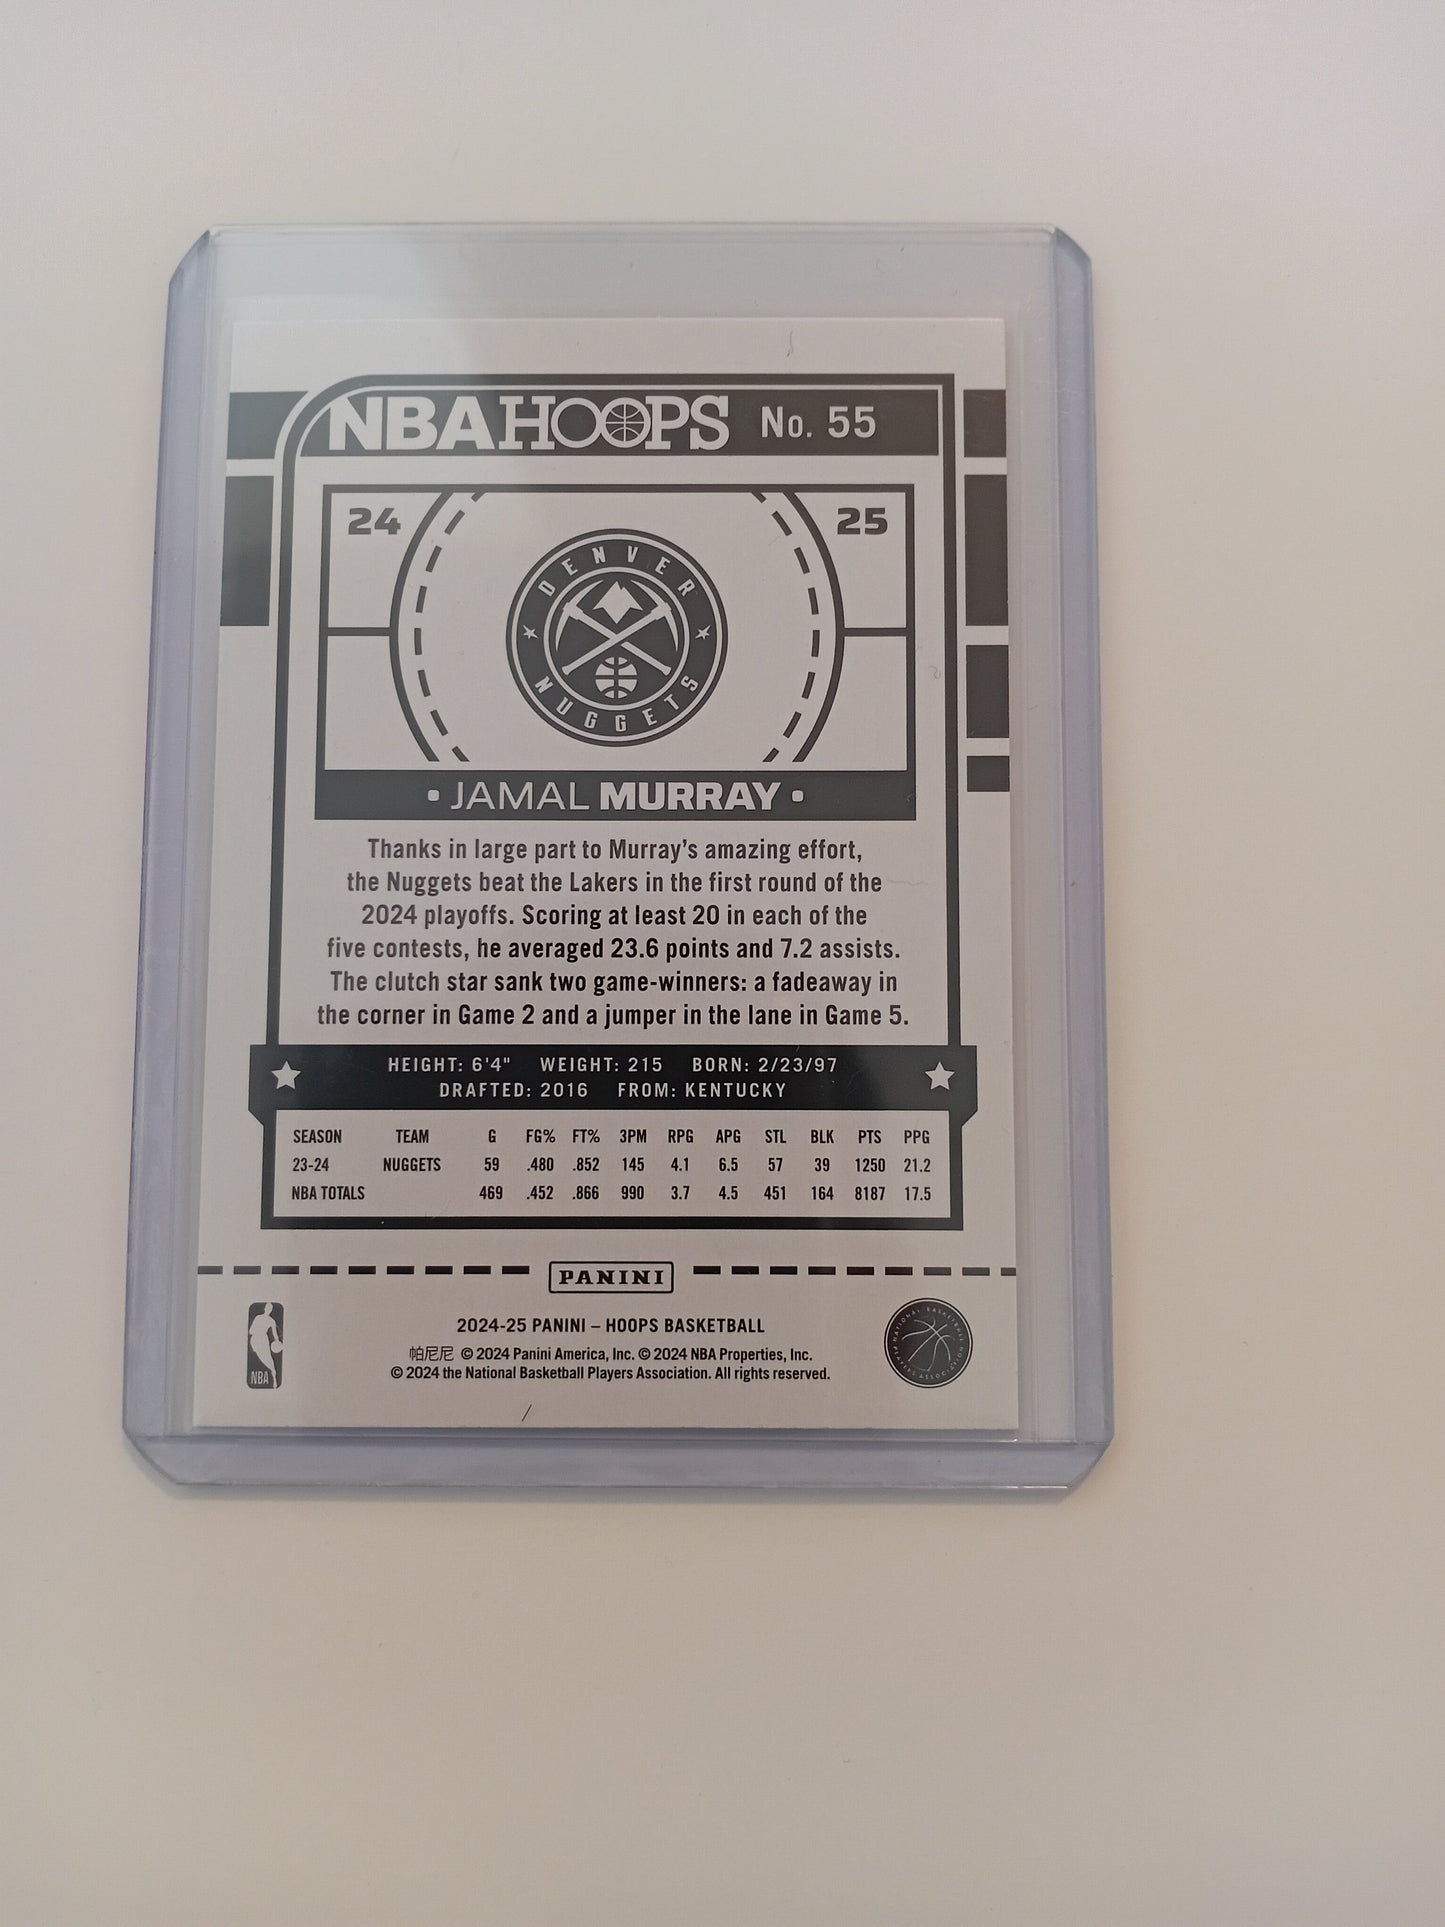 NBA HOOPS No. 55
24 25
DENVER
NUGGETS
• JAMAL MURRAY •
Thanks in large part to Murray's amazing effort,
the Nuggets beat the Lakers in the first round of the
2024 playoffs. Scoring at least 20 in each of the
five contests, he averaged 23.6 points and 7.2 assists.
The clutch star sank two game-winners: a fadeaway in
the corner in Game 2 and a jumper in the lane in Game 5.
HEIGHT: 6'4" WEIGHT: 215 BORN: 2/23/97
DRAFTED: 2016 FROM: KENTUCKY
SEASON TEAM G FG% FT% 3PM RPG APG STL BLK PTS PPG
23-24 NUGGETS 59 .480 .852 145 4.1 6.5 57 39 1250 21.2
NBA TOTALS 469 .452 .866 990 3.7 4.5 451 164 8187 17.5
PANINI
2024-25 PANINI – HOOPS BASKETBALL
帕尼尼 © 2024 Panini America, Inc. © 2024 NBA Properties, Inc.
© 2024 the National Basketball Players Association. All rights reserved.
NBA
NATIONAL BASKETBALL PLAYERS ASSOCIATION